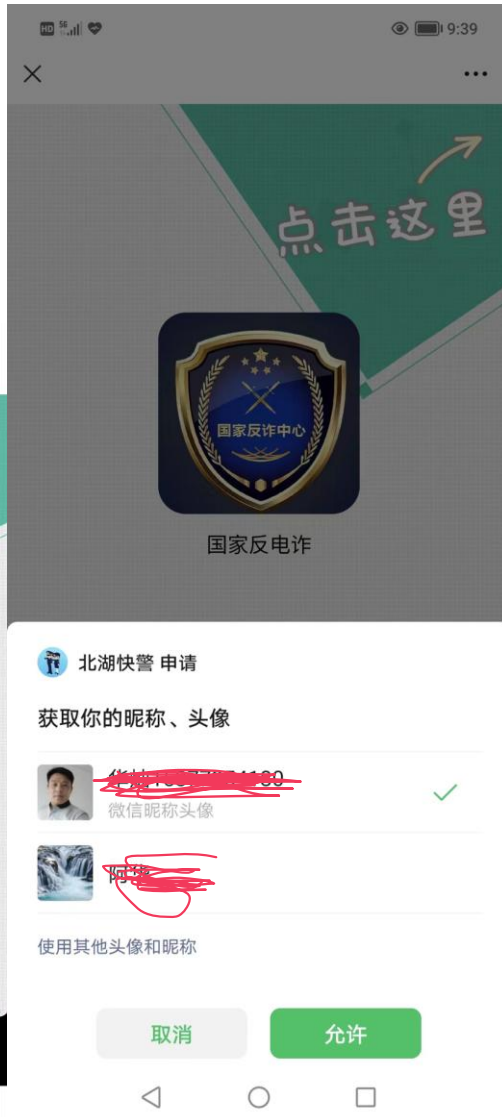 HD 5G 9:39
点击这里
国家反诈中心
国家反电诈
北湖快警 申请
获取你的昵称、头像
微信昵称头像
使用其他头像和昵称
取消
允许